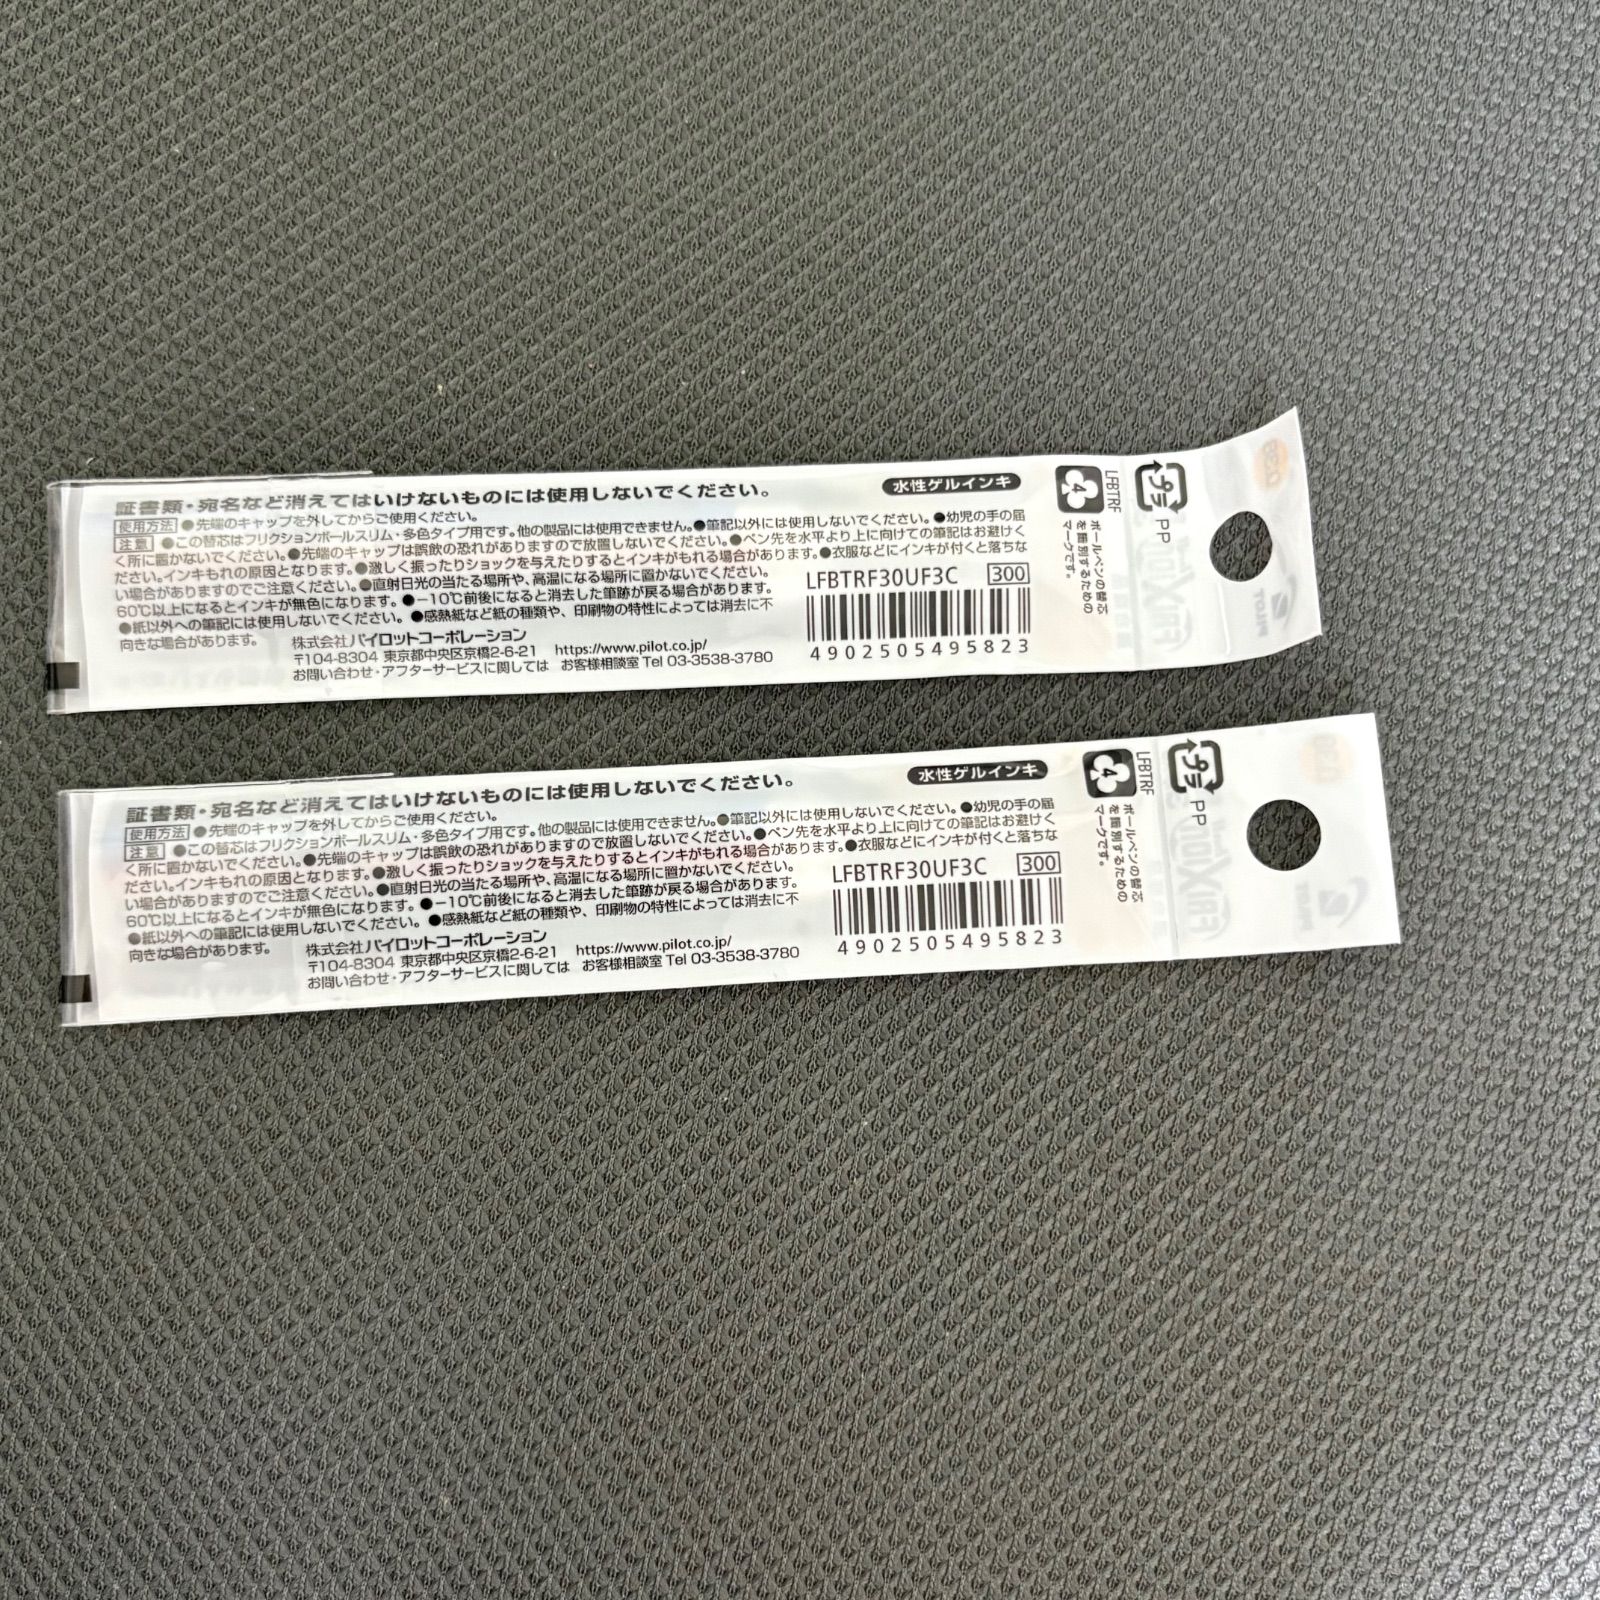 証書類・宛名など消えてはいけないものには使用しないでください。
水性ゲルインキ
使用方法 ●先端のキャップを外してからご使用ください。
注意 ●この替芯はフリクションボールスリム・多色タイプ用です。他の製品には使用できません。●筆記以外には使用しないでください。●幼児の手の届
く所に置かないでください。●先端のキャップは誤飲の恐れがありますので放置しないでください。●ペン先を水平より上に向けての筆記はお避けく
ださい。インキもれの原因となります。●激しく振ったりショックを与えたりするとインキがもれる場合があります。●衣服などにインキが付くと落ちな
い場合がありますのでご注意ください。●直射日光の当たる場所や、高温になる場所に置かないでください。
60℃以上になるとインキが無色になります。●－10℃前後になると消去した筆跡が戻る場合があります。
●紙以外への筆記には使用しないでください。●感熱紙など紙の種類や、印刷物の特性によっては消去に不
向きな場合があります。
株式会社パイロットコーポレーション
〒104-8304 東京都中央区京橋2-6-21 https://www.pilot.co.jp/
お問い合わせ・アフターサービスに関しては お客様相談室 Tel 03-3538-3780
LFBTRF30UF3C 300
4902505495823
4
LFBTRF
ボールペンの替芯
を識別するための
マークです。
プラ
PP
証書類・宛名など消えてはいけないものには使用しないでください。
水性ゲルインキ
使用方法 ●先端のキャップを外してからご使用ください。
注意 ●この替芯はフリクションボールスリム・多色タイプ用です。他の製品には使用できません。●筆記以外には使用しないでください。●幼児の手の届
く所に置かないでください。●先端のキャップは誤飲の恐れがありますので放置しないでください。●ペン先を水平より上に向けての筆記はお避けく
ださい。インキもれの原因となります。●激しく振ったりショックを与えたりするとインキがもれる場合があります。●衣服などにインキが付くと落ちな
い場合がありますのでご注意ください。●直射日光の当たる場所や、高温になる場所に置かないでください。
60℃以上になるとインキが無色になります。●－10℃前後になると消去した筆跡が戻る場合があります。
●紙以外への筆記には使用しないでください。●感熱紙など紙の種類や、印刷物の特性によっては消去に不
向きな場合があります。
株式会社パイロットコーポレーション
〒104-8304 東京都中央区京橋2-6-21 https://www.pilot.co.jp/
お問い合わせ・アフターサービスに関しては お客様相談室 Tel 03-3538-3780
LFBTRF30UF3C 300
4902505495823
4
LFBTRF
ボールペンの替芯
を識別するための
マークです。
プラ
PP